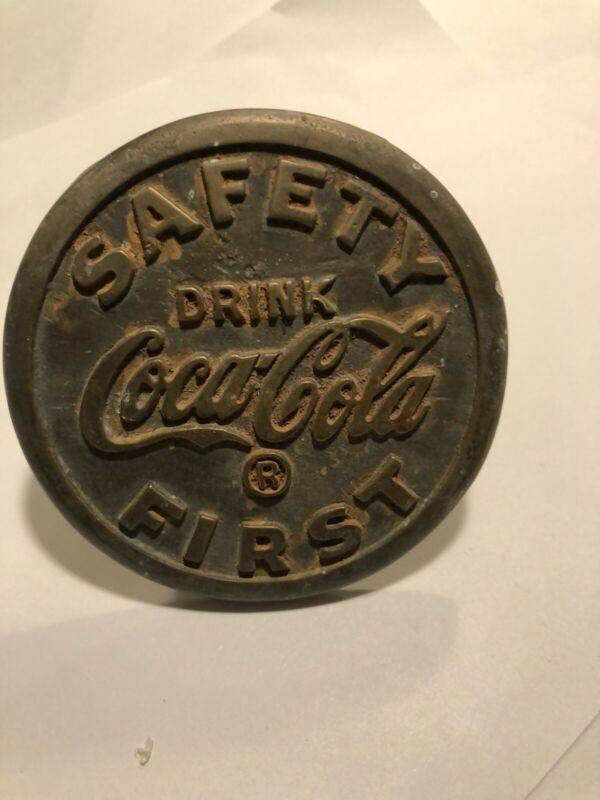 SAFETY
DRINK
Coca-Cola
®
FIRST